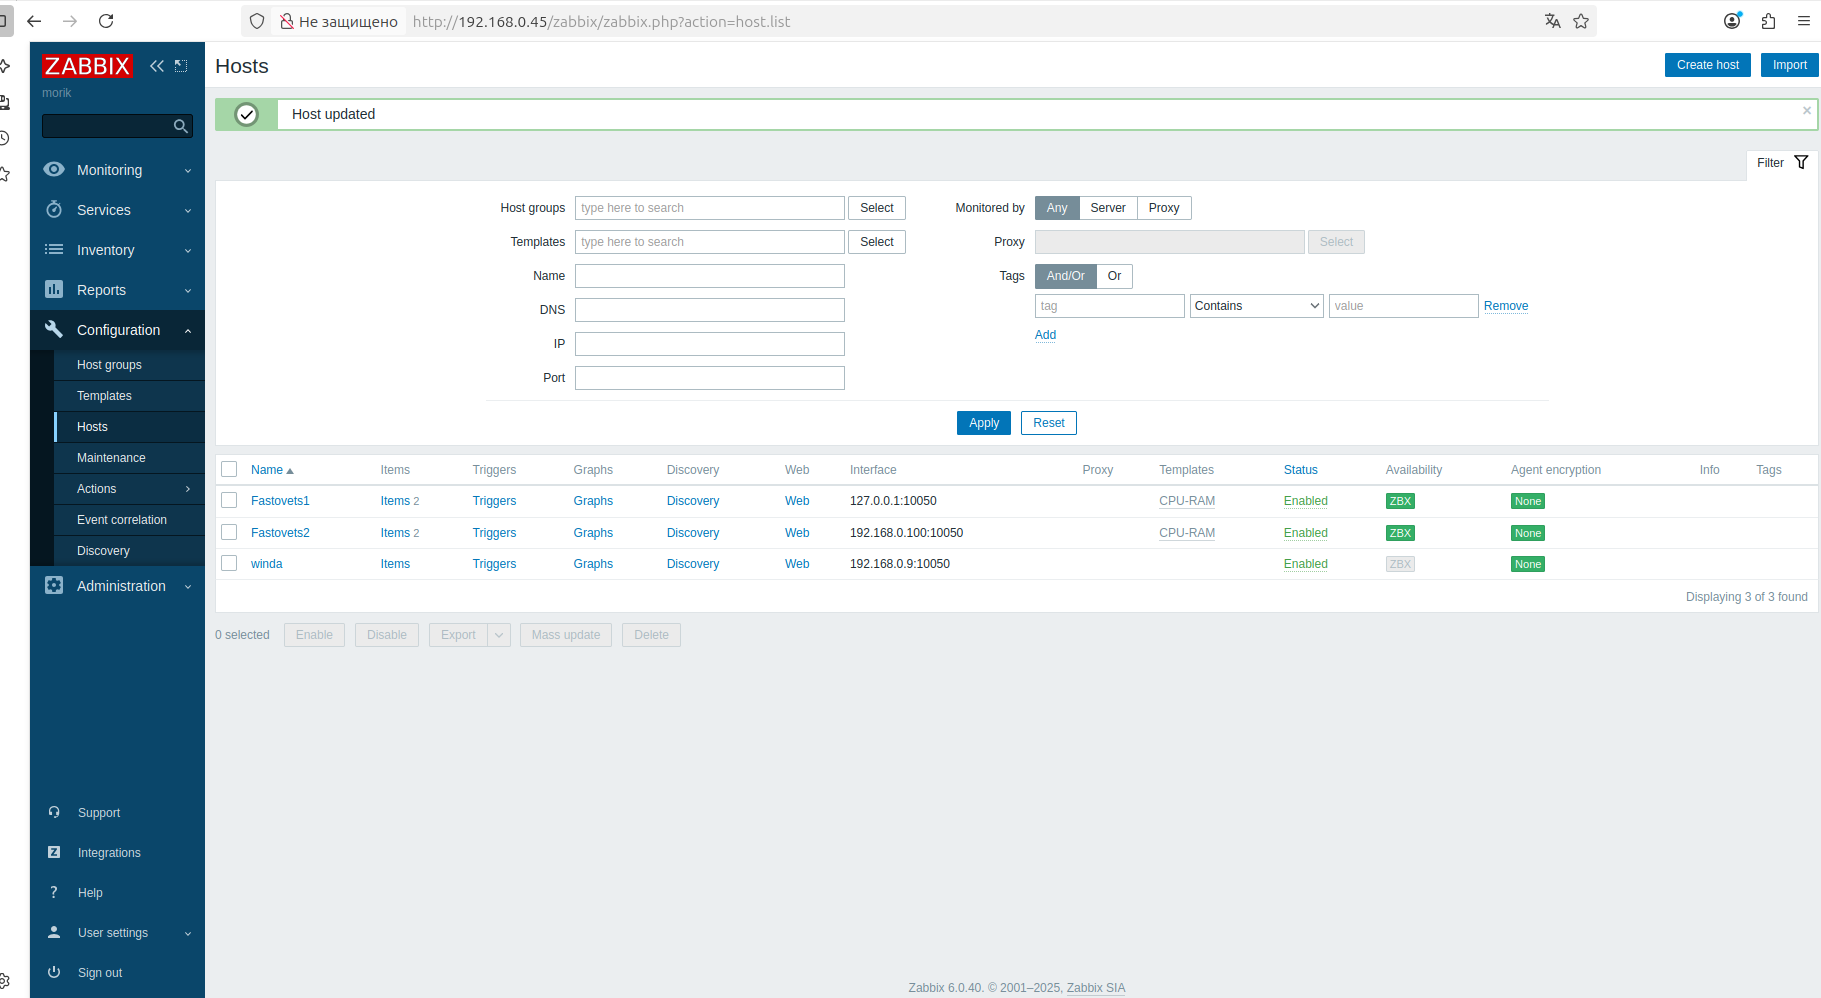 Не защищено http://192.168.0.45/zabbix/zabbix.php?action=host.list
ZABBIX
morik
Monitoring
Services
Inventory
Reports
Configuration
Host groups
Templates
Hosts
Maintenance
Actions
Event correlation
Discovery
Administration
Support
Integrations
Help
User settings
Sign out
Hosts
Create host Import
Host updated
Filter
Host groups type here to search Select
Templates type here to search Select
Name
DNS
IP
Port
Monitored by Any Server Proxy
Proxy Select
Tags And/Or Or
tag Contains value Remove
Add
Apply Reset
Name Items Triggers Graphs Discovery Web Interface Proxy Templates Status Availability Agent encryption Info Tags
Fastovets1 Items 2 Triggers Graphs Discovery Web 127.0.0.1:10050 CPU-RAM Enabled ZBX None
Fastovets2 Items 2 Triggers Graphs Discovery Web 192.168.0.100:10050 CPU-RAM Enabled ZBX None
winda Items Triggers Graphs Discovery Web 192.168.0.9:10050 Enabled ZBX None
Displaying 3 of 3 found
0 selected Enable Disable Export Mass update Delete
Zabbix 6.0.40. © 2001–2025, Zabbix SIA